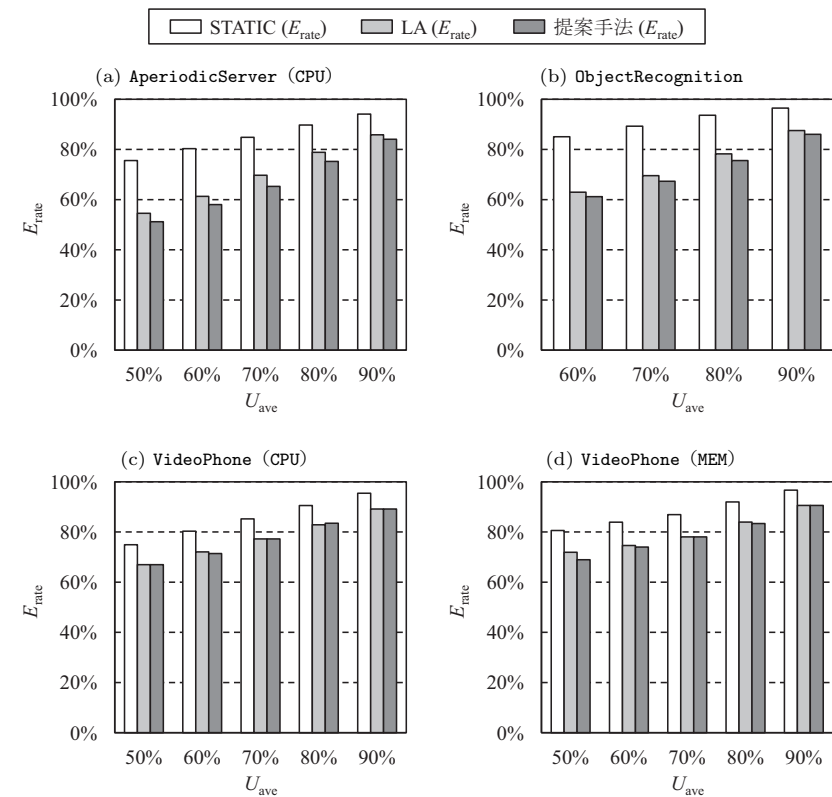 STATIC (E_rate) LA (E_rate) 提案手法 (E_rate)
(a) AperiodicServer（CPU）
100%
80%
60%
40%
20%
0%
E_rate
50% 60% 70% 80% 90%
U_ave
(b) ObjectRecognition
100%
80%
60%
40%
20%
0%
E_rate
60% 70% 80% 90%
U_ave
(c) VideoPhone（CPU）
100%
80%
60%
40%
20%
0%
E_rate
50% 60% 70% 80% 90%
U_ave
(d) VideoPhone（MEM）
100%
80%
60%
40%
20%
0%
E_rate
50% 60% 70% 80% 90%
U_ave